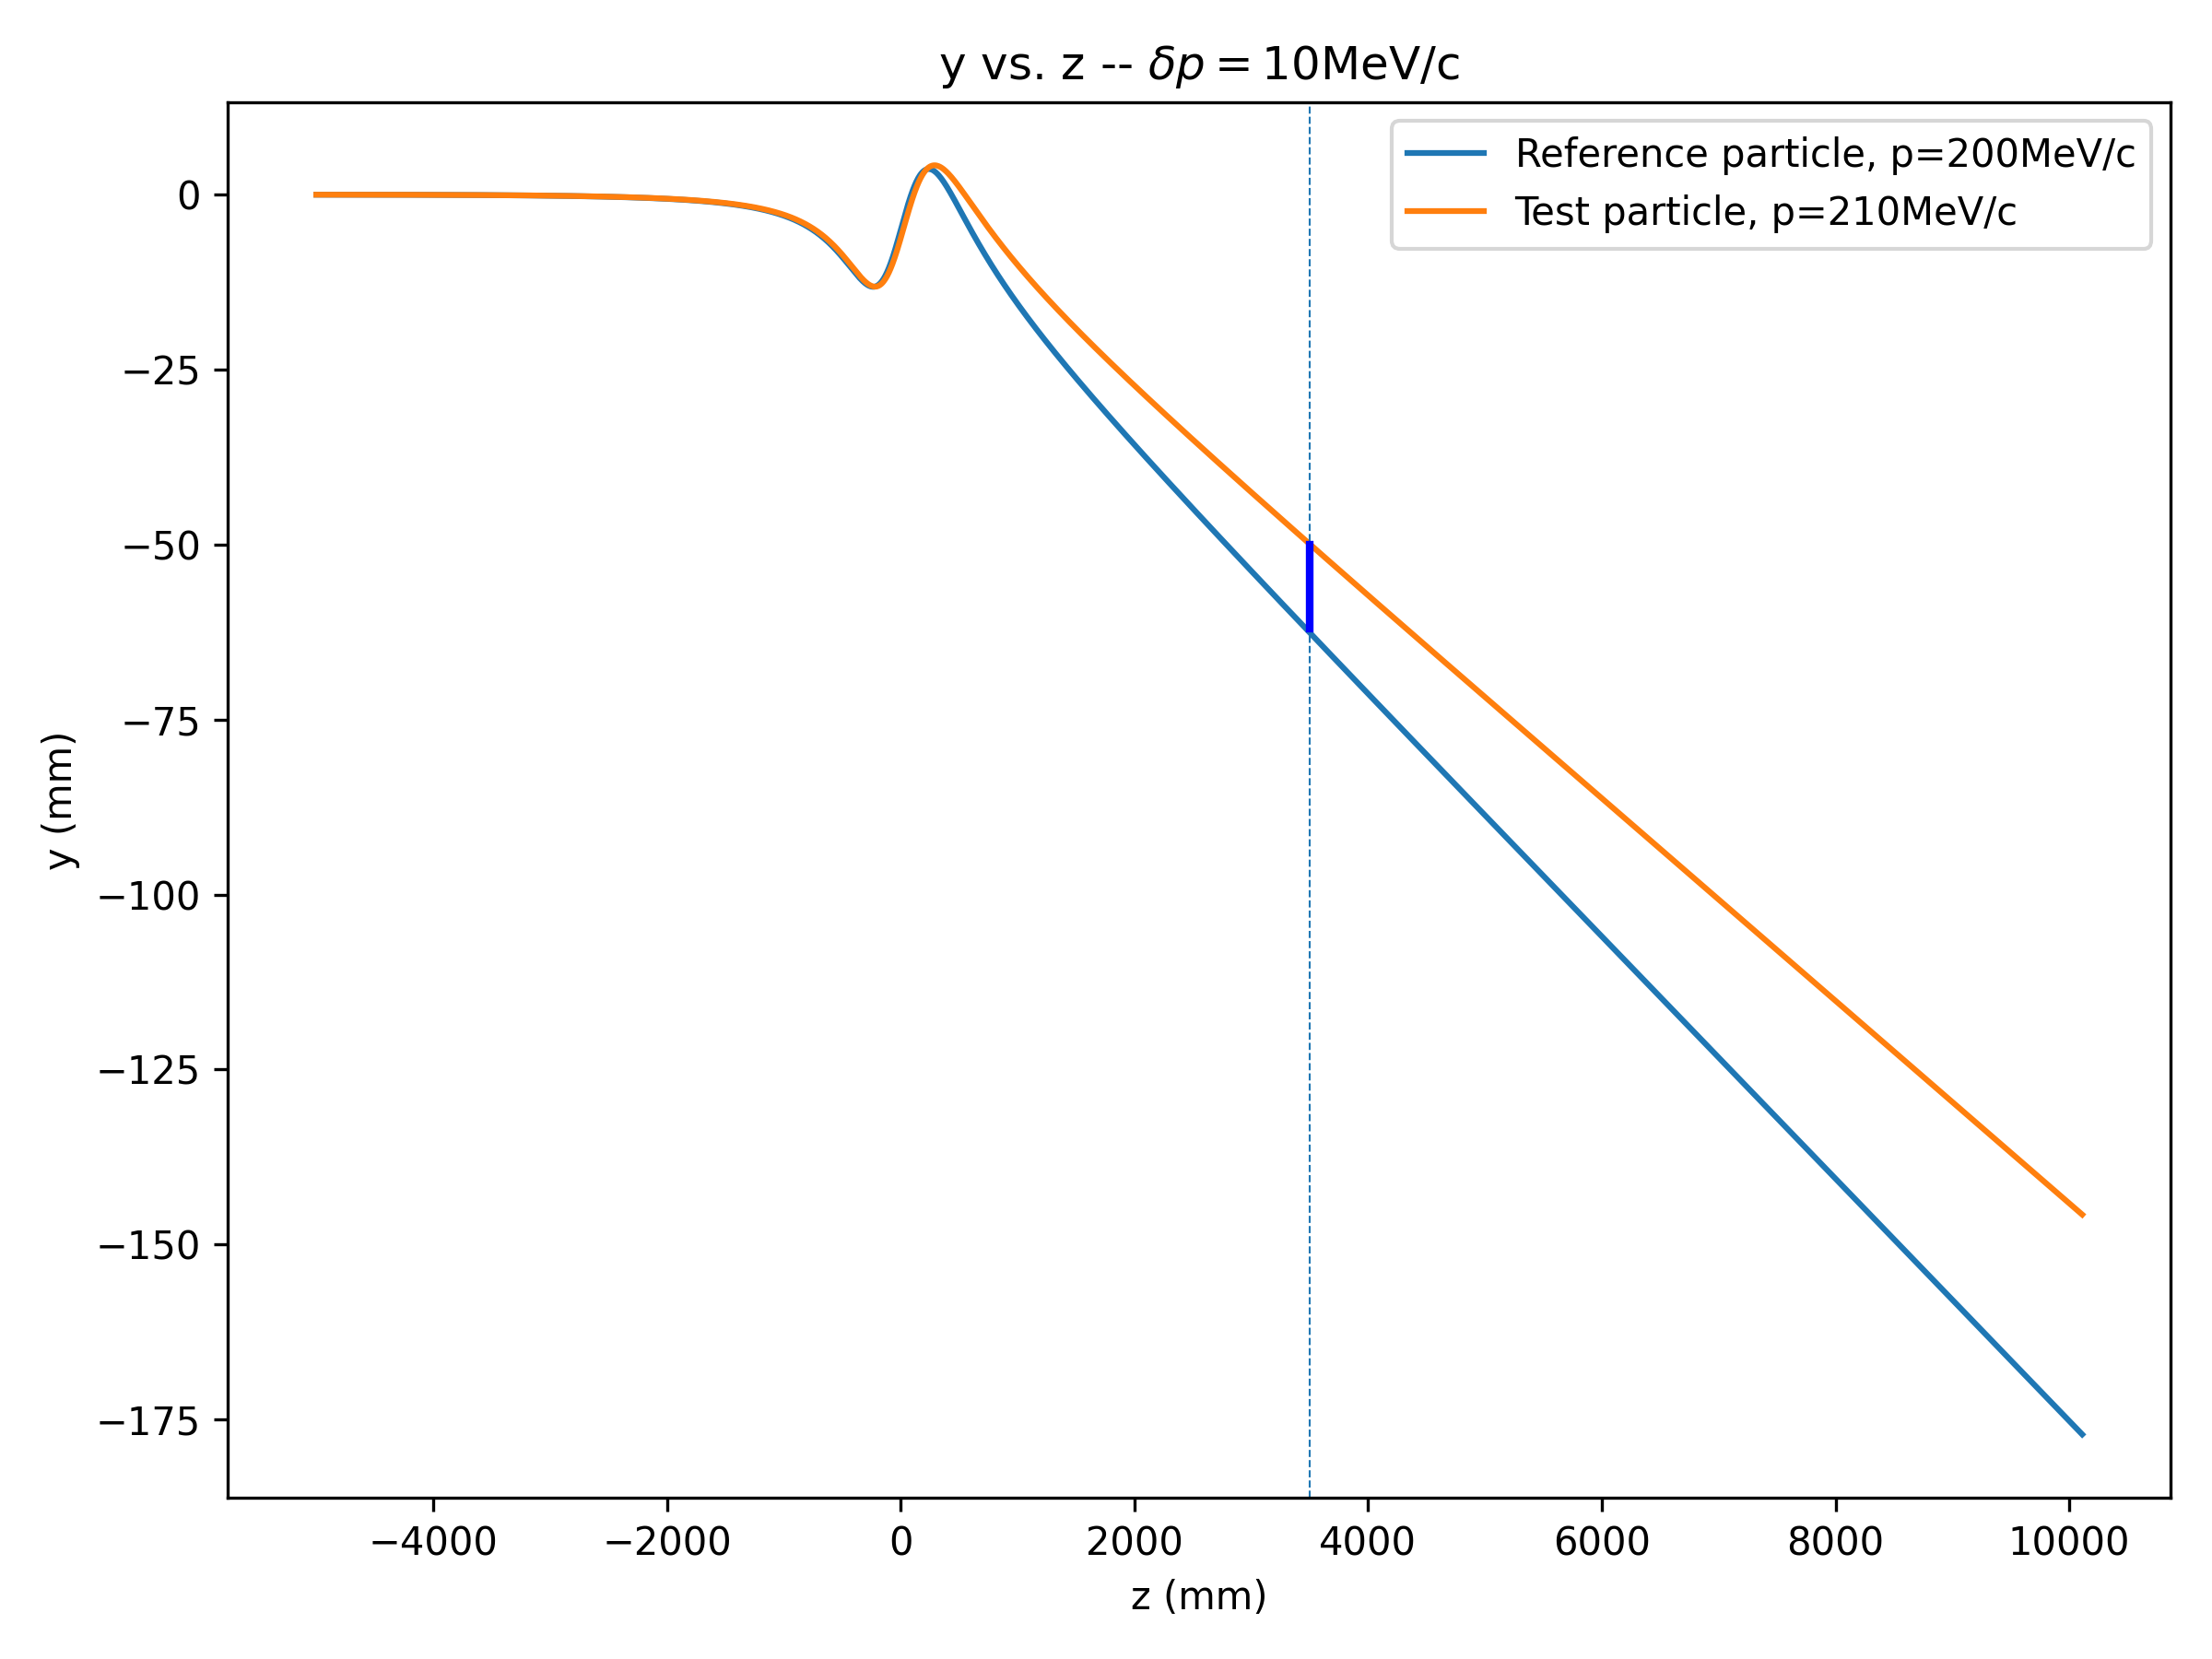 y vs. z -- δp = 10MeV/c
Reference particle, p=200MeV/c
Test particle, p=210MeV/c
y (mm)
0
−25
−50
−75
−100
−125
−150
−175
−4000 −2000 0 2000 4000 6000 8000 10000
z (mm)